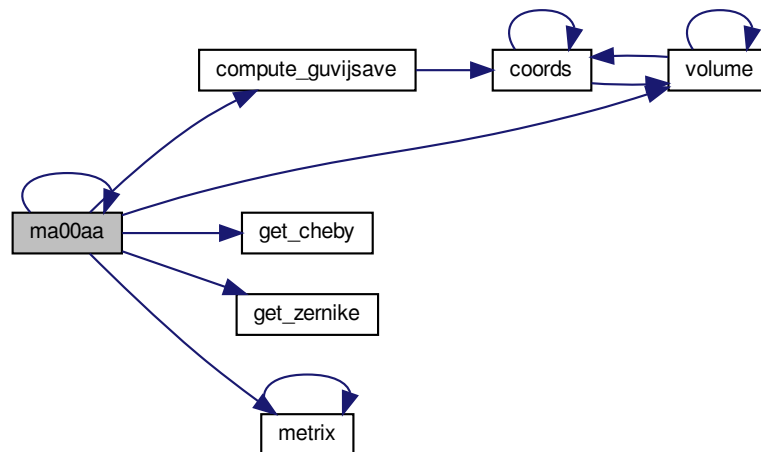 compute_guvijsave
coords
volume
ma00aa
get_cheby
get_zernike
metrix